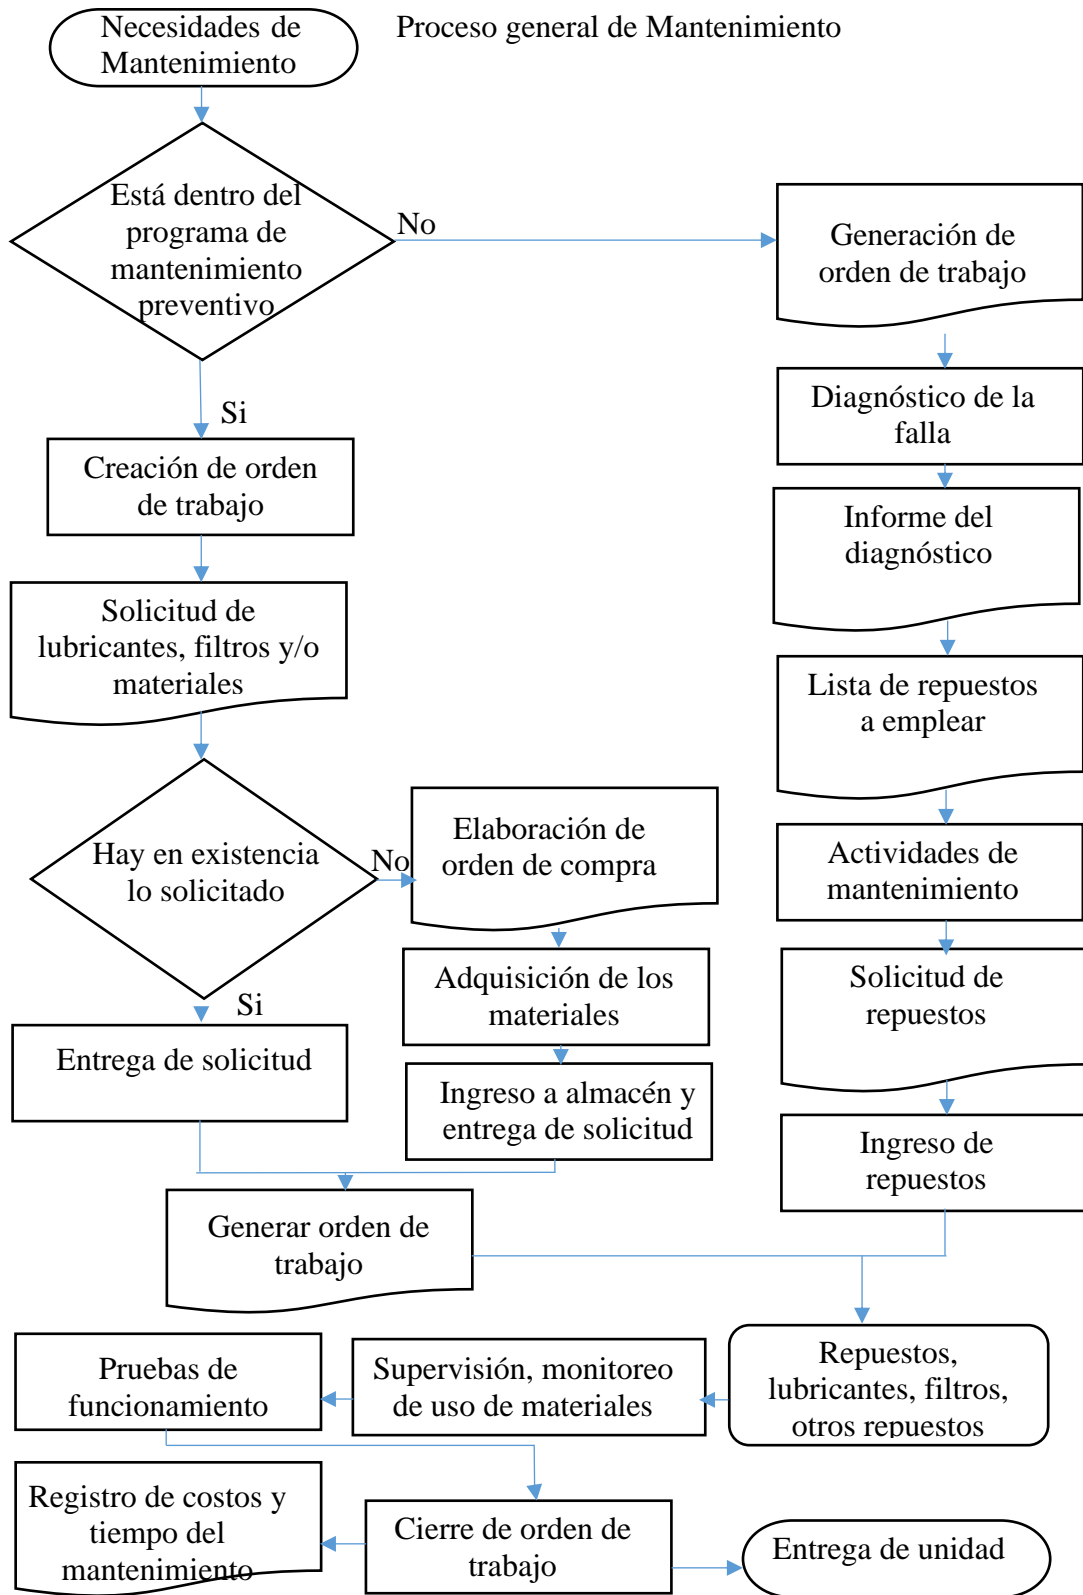 Proceso general de Mantenimiento
Necesidades de
Mantenimiento
Está dentro del
programa de
mantenimiento
preventivo
No
Generación de
orden de trabajo
Diagnóstico de la
falla
Informe del
diagnóstico
Lista de repuestos
a emplear
Actividades de
mantenimiento
Solicitud de
repuestos
Ingreso de
repuestos
Si
Creación de orden
de trabajo
Solicitud de
lubricantes, filtros y/o
materiales
Hay en existencia
lo solicitado
No
Elaboración de
orden de compra
Adquisición de los
materiales
Ingreso a almacén y
entrega de solicitud
Si
Entrega de solicitud
Generar orden de
trabajo
Repuestos,
lubricantes, filtros,
otros repuestos
Supervisión, monitoreo
de uso de materiales
Pruebas de
funcionamiento
Cierre de orden de
trabajo
Registro de costos y
tiempo del
mantenimiento
Entrega de unidad